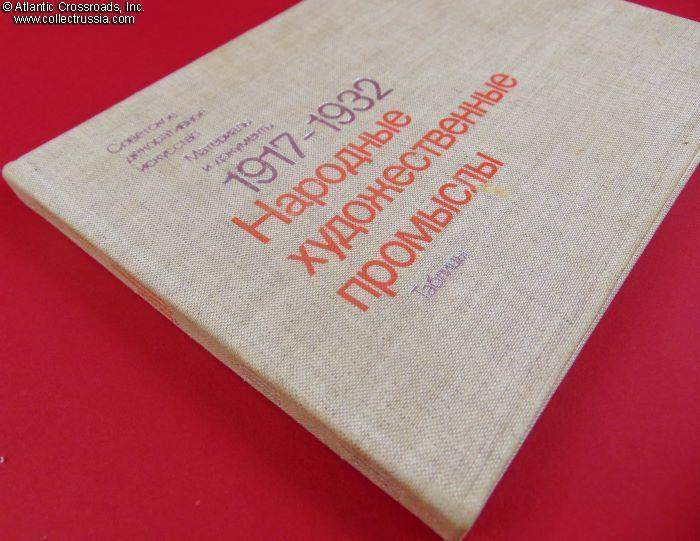 © Atlantic Crossroads, Inc.
www.collectrussia.com
Советское
декоративное
искусство
Материалы
и документы
1917–1932
Народные
художественные
промыслы
Таблицы